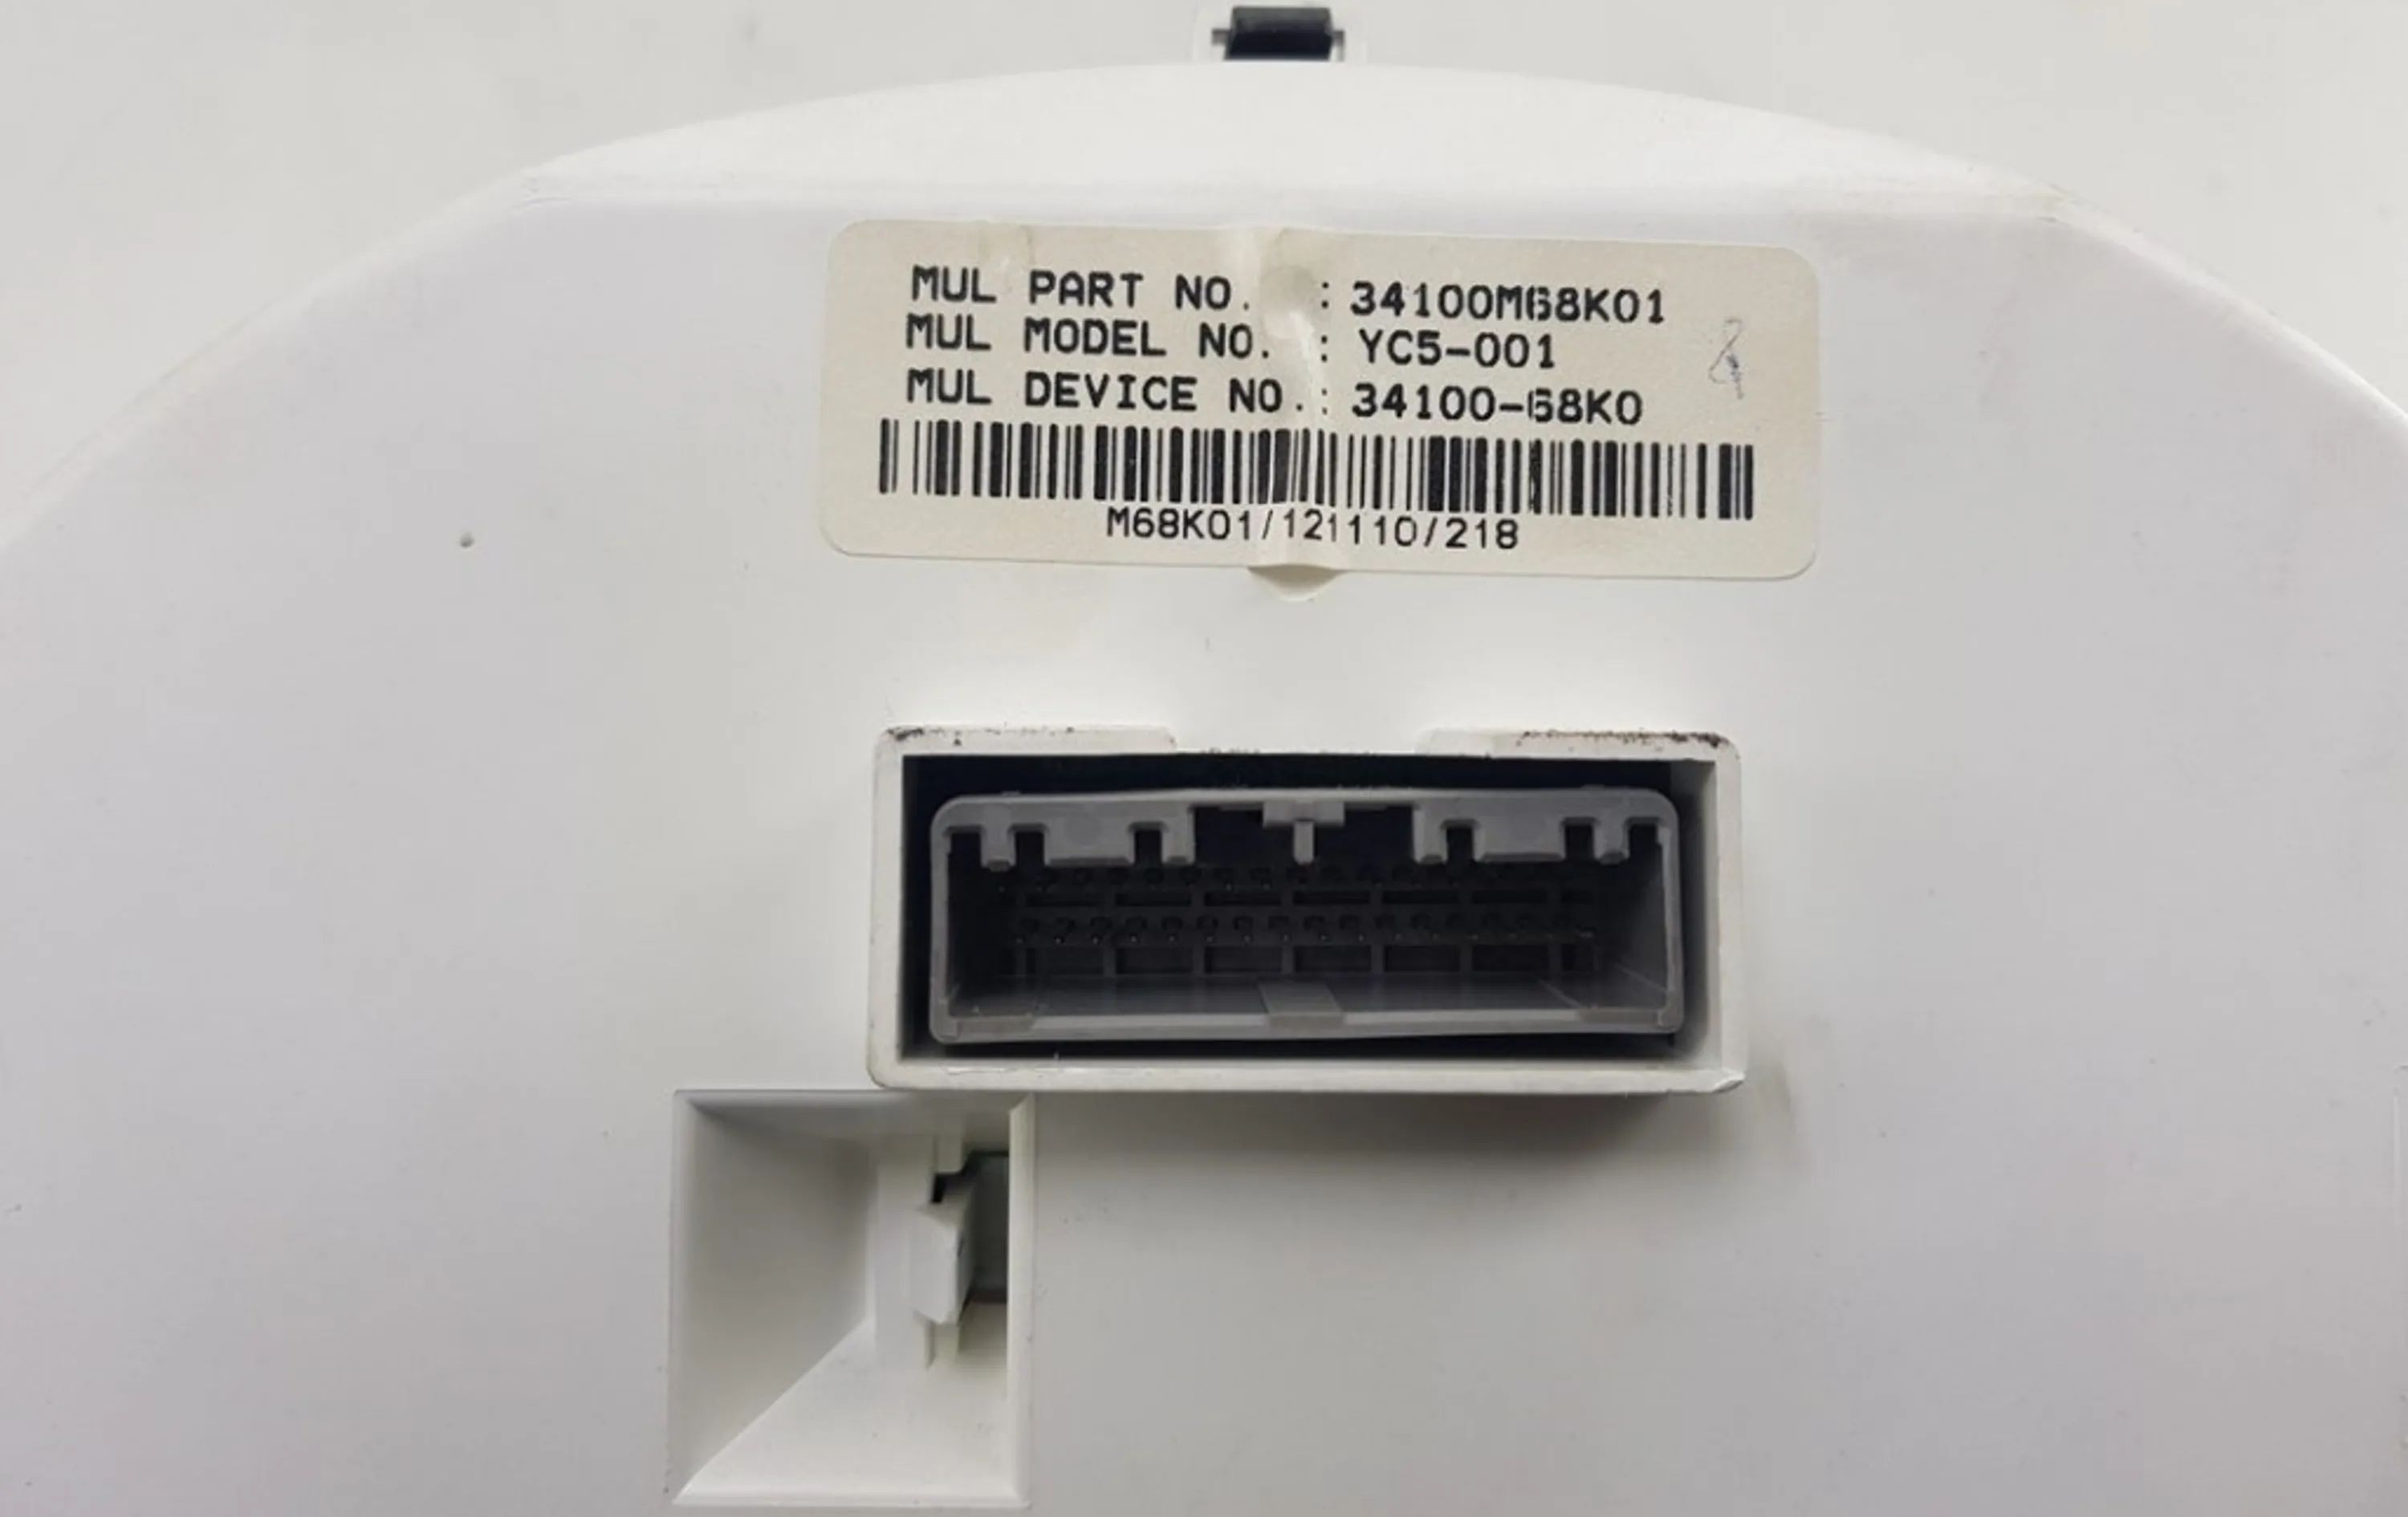 MUL PART NO. : 34100M68K01
MUL MODEL NO. : YC5-001
MUL DEVICE NO. : 34100-68K0
M68K01/121110/218